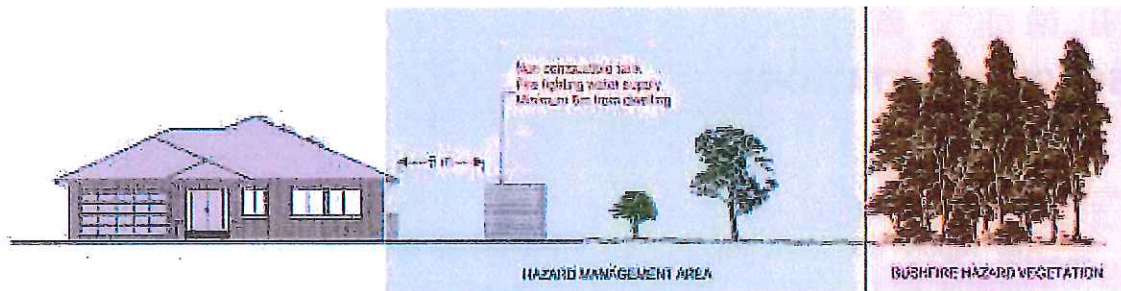 Non combustible tank
Fire fighting water supply
Minimum 6m from dwelling
HAZARD MANAGEMENT AREA
BUSHFIRE HAZARD VEGETATION